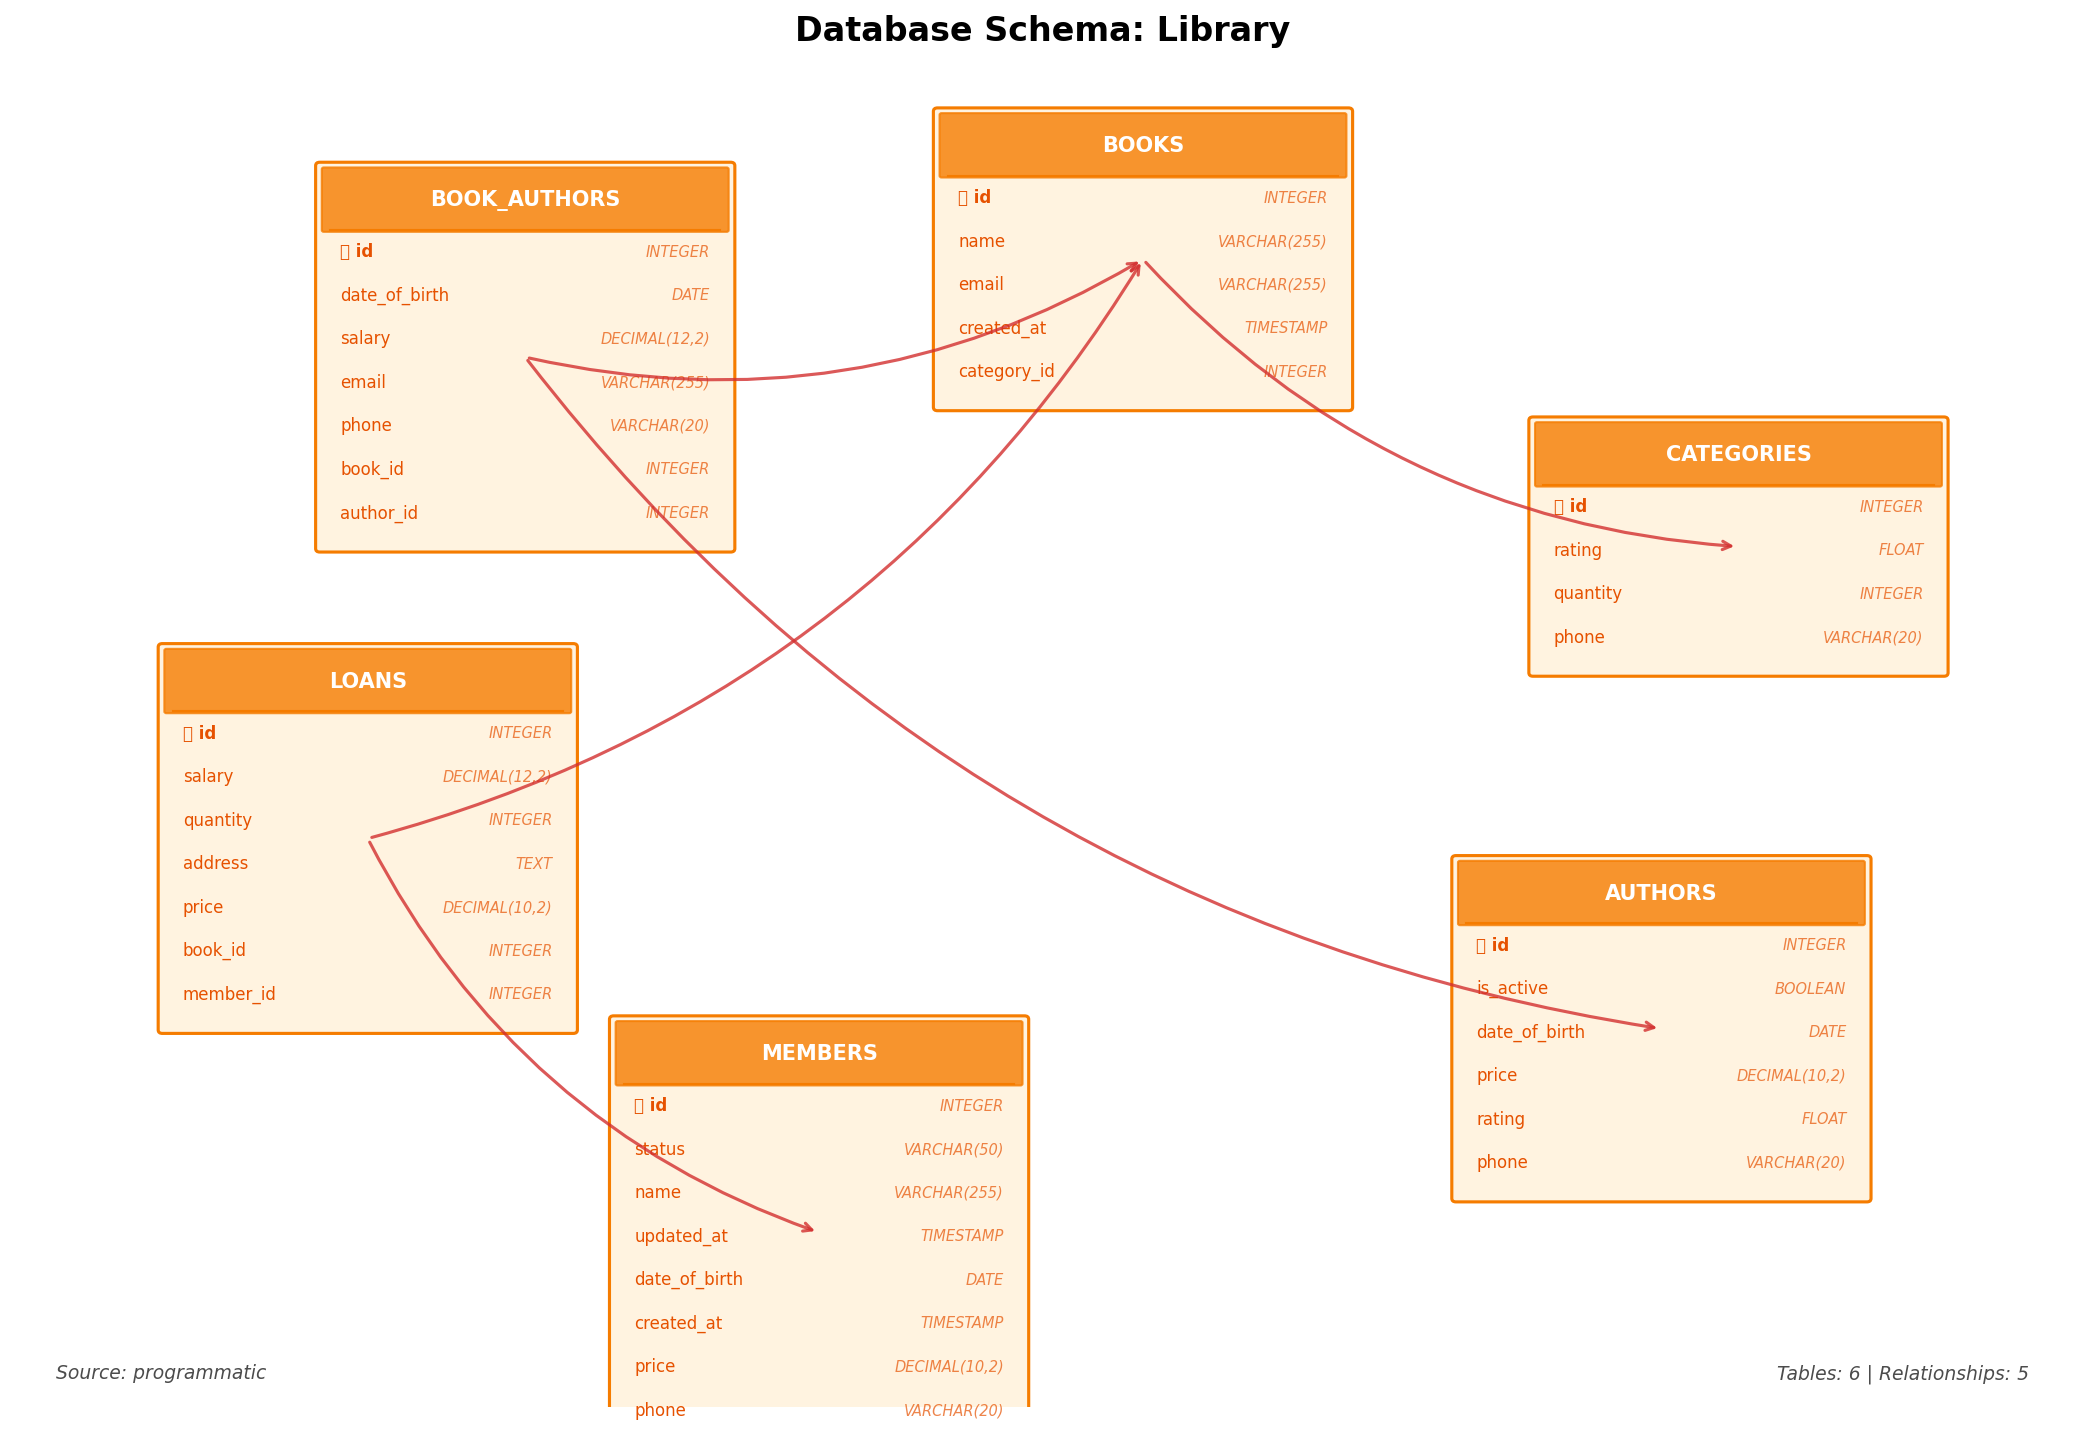 Database Schema: Library
BOOK_AUTHORS
id INTEGER
date_of_birth DATE
salary DECIMAL(12,2)
email VARCHAR(255)
phone VARCHAR(20)
book_id INTEGER
author_id INTEGER
BOOKS
id INTEGER
name VARCHAR(255)
email VARCHAR(255)
created_at TIMESTAMP
category_id INTEGER
CATEGORIES
id INTEGER
rating FLOAT
quantity INTEGER
phone VARCHAR(20)
LOANS
id INTEGER
salary DECIMAL(12,2)
quantity INTEGER
address TEXT
price DECIMAL(10,2)
book_id INTEGER
member_id INTEGER
AUTHORS
id INTEGER
is_active BOOLEAN
date_of_birth DATE
price DECIMAL(10,2)
rating FLOAT
phone VARCHAR(20)
MEMBERS
id INTEGER
status VARCHAR(50)
name VARCHAR(255)
updated_at TIMESTAMP
date_of_birth DATE
created_at TIMESTAMP
price DECIMAL(10,2)
phone VARCHAR(20)
Source: programmatic
Tables: 6 | Relationships: 5